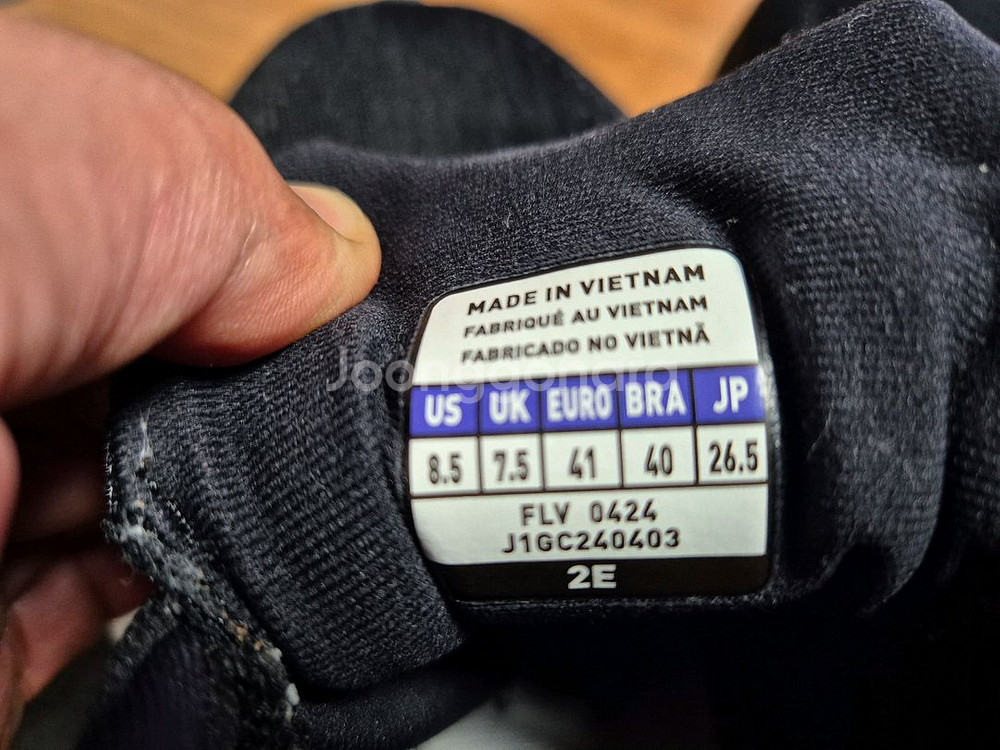 MADE IN VIETNAM
FABRIQUÉ AU VIETNAM
FABRICADO NO VIETNÃ
Joonggonara
US UK EURO BRA JP
8.5 7.5 41 40 26.5
FLV 0424
J1GC240403
2E